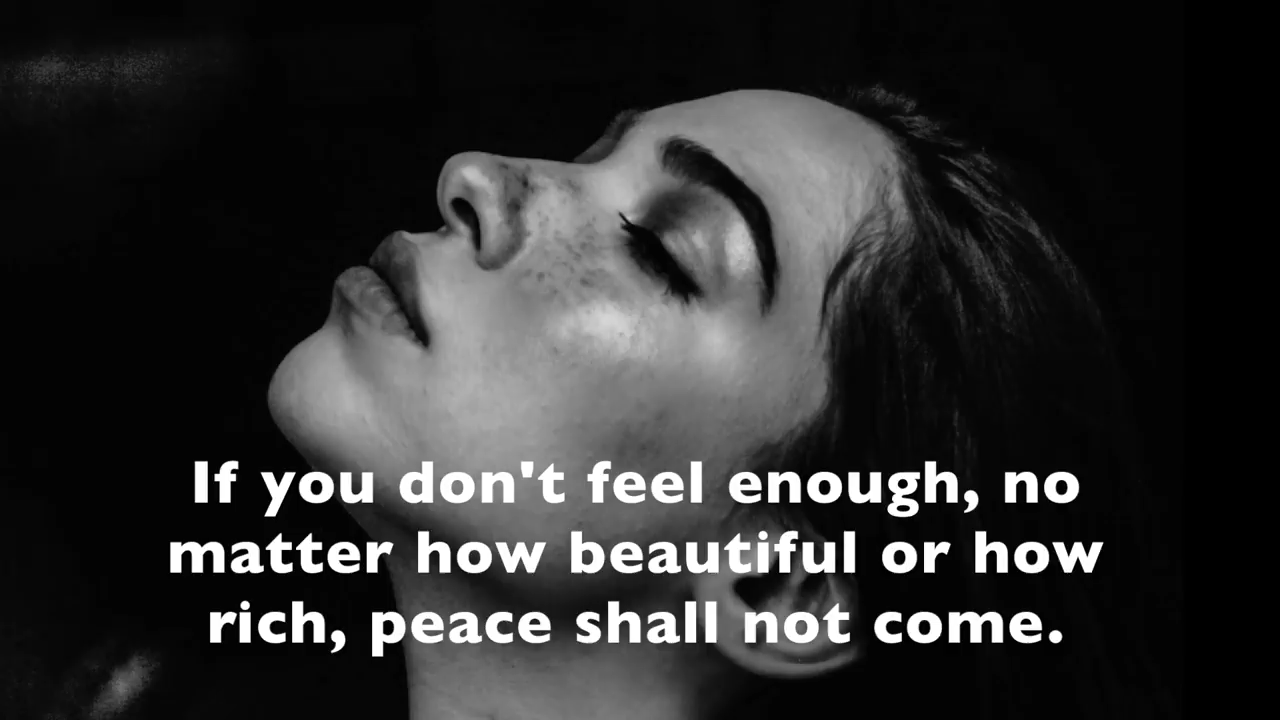 If you don't feel enough, no
matter how beautiful or how
rich, peace shall not come.